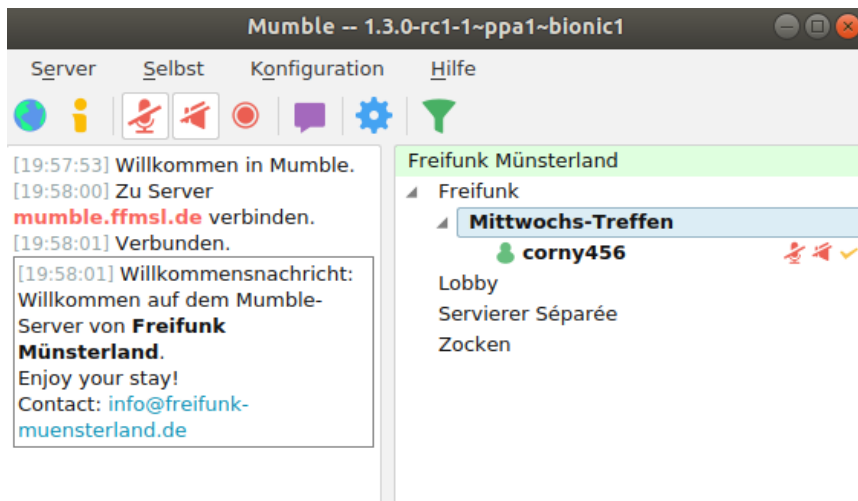 Mumble -- 1.3.0-rc1-1~ppa1~bionic1
Server Selbst Konfiguration Hilfe
[19:57:53] Willkommen in Mumble.
[19:58:00] Zu Server
mumble.ffmsl.de verbinden.
[19:58:01] Verbunden.
[19:58:01] Willkommensnachricht:
Willkommen auf dem Mumble-
Server von Freifunk
Münsterland.
Enjoy your stay!
Contact: info@freifunk-
muensterland.de
Freifunk Münsterland
Freifunk
Mittwochs-Treffen
corny456
Lobby
Servierer Séparée
Zocken